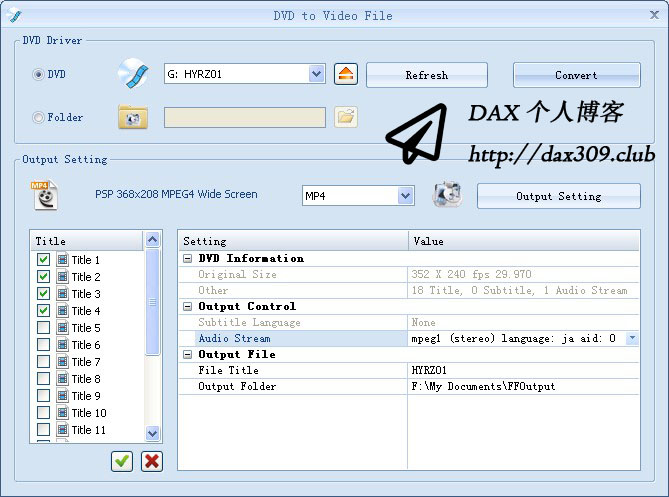 DVD to Video File
DVD Driver
DVD
G: HYRZ01
Refresh
Convert
Folder
DAX 个人博客
http://dax309.club
Output Setting
MP4
PSP 368x208 MPEG4 Wide Screen
MP4
Output Setting
Title
Title 1
Title 2
Title 3
Title 4
Title 5
Title 6
Title 7
Title 8
Title 9
Title 10
Title 11
Setting Value
DVD Information
Original Size 352 X 240 fps 29.970
Other 18 Title, 0 Subtitle, 1 Audio Stream
Output Control
Subtitle Language None
Audio Stream mpeg1 (stereo) language: ja aid: 0
Output File
File Title HYRZ01
Output Folder F:\My Documents\FFOutput